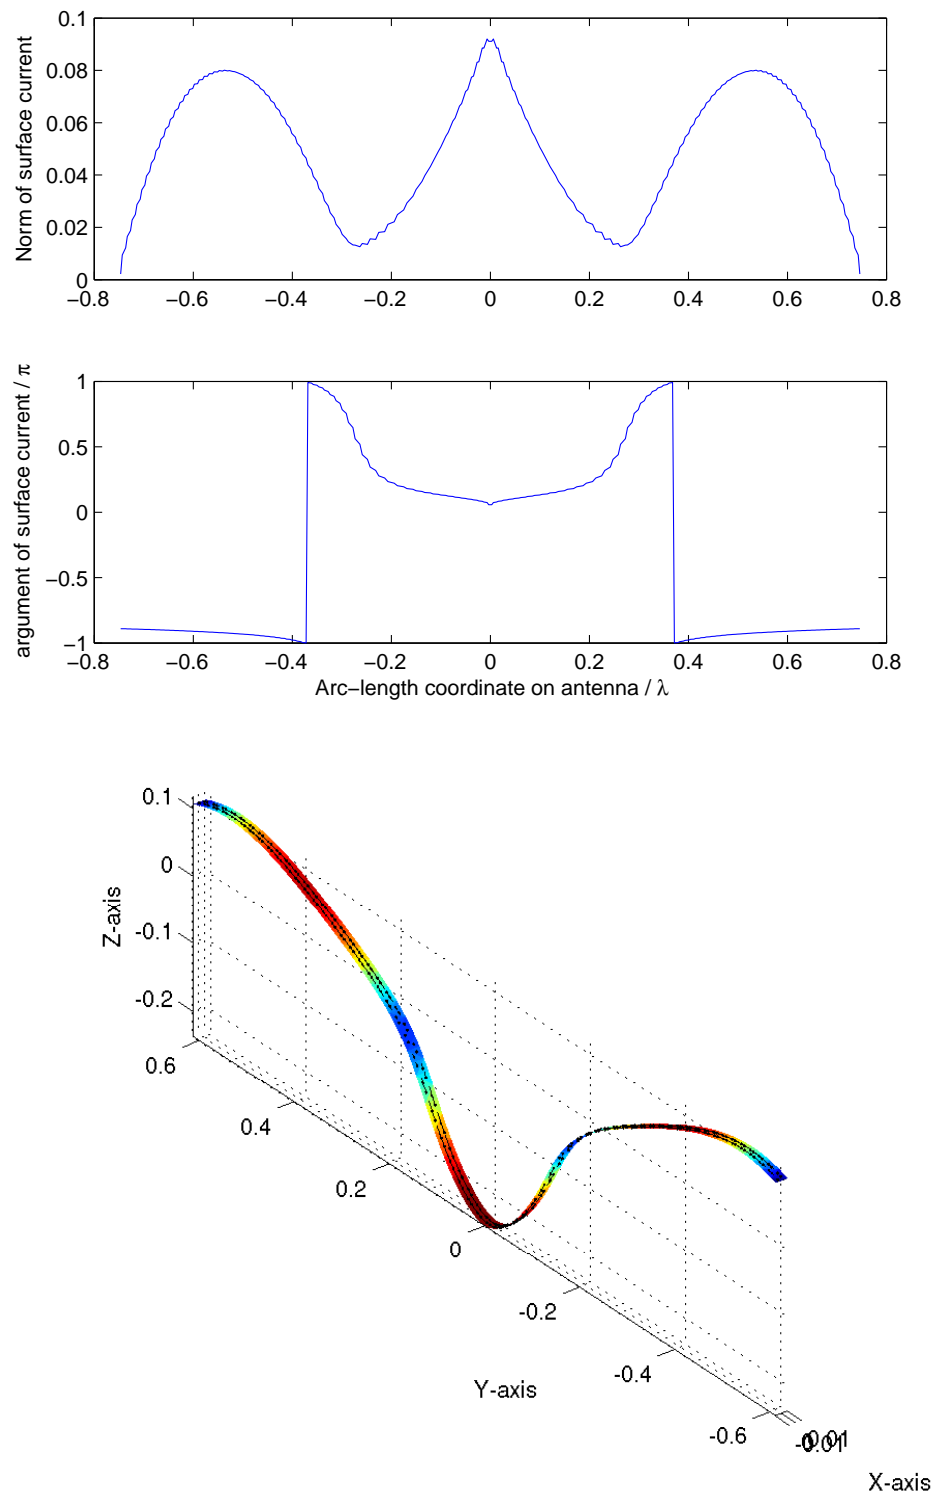 Norm of surface current
0.1
0.08
0.06
0.04
0.02
0
−0.8 −0.6 −0.4 −0.2 0 0.2 0.4 0.6 0.8
argument of surface current / π
1
0.5
0
−0.5
−1
−0.8 −0.6 −0.4 −0.2 0 0.2 0.4 0.6 0.8
Arc−length coordinate on antenna / λ
Z-axis
0.1
0
-0.1
-0.2
0.6
0.4
0.2
0
-0.2
-0.4
-0.6
Y-axis
X-axis